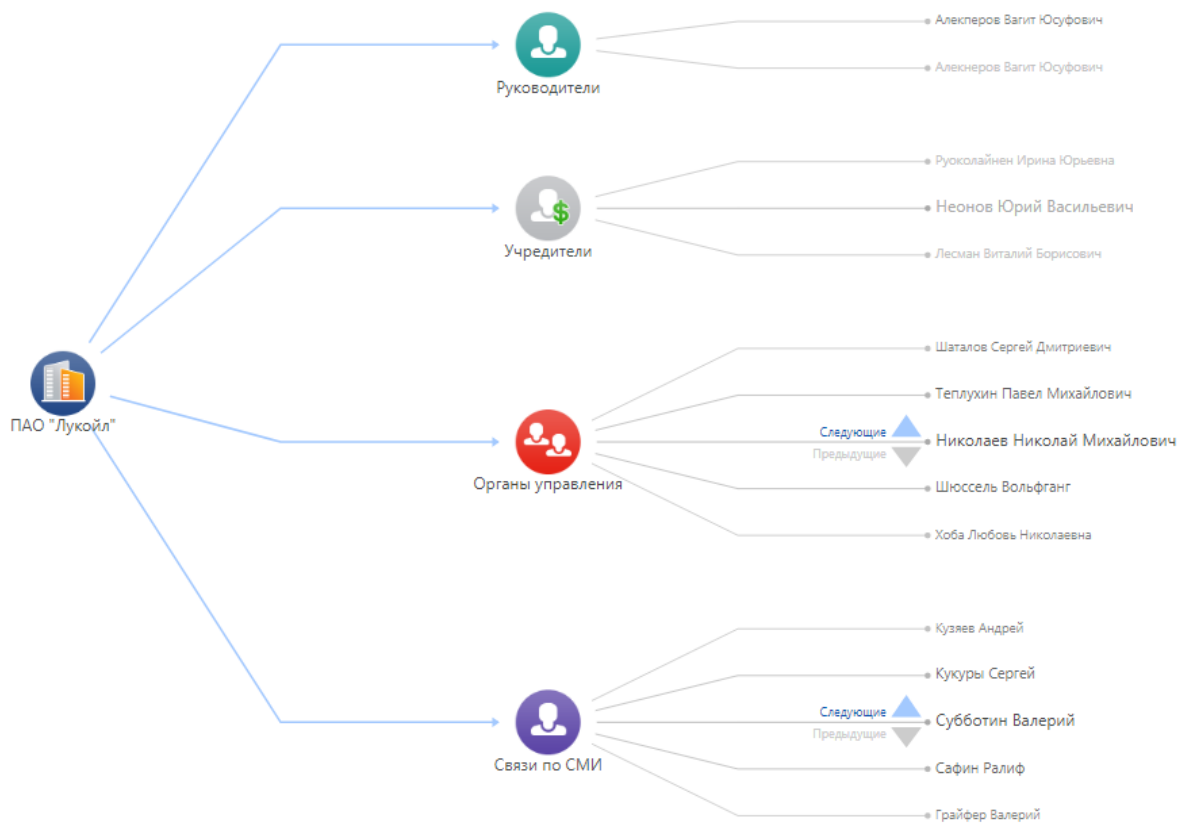 Алекперов Вагит Юсуфович
Руководители
Алекнеров Вагит Юсуфович
Руоколайнен Ирина Юрьевна
Неонов Юрий Васильевич
Учредители
Лесман Виталий Борисович
Шаталов Сергей Дмитриевич
Теплухин Павел Михайлович
ПАО "Лукойл"
Следующие
Николаев Николай Михайлович
Предыдущие
Органы управления
Шюссель Вольфганг
Хоба Любовь Николаевна
Кузяев Андрей
Кукуры Сергей
Следующие
Субботин Валерий
Предыдущие
Связи по СМИ
Сафин Ралиф
Грайфер Валерий